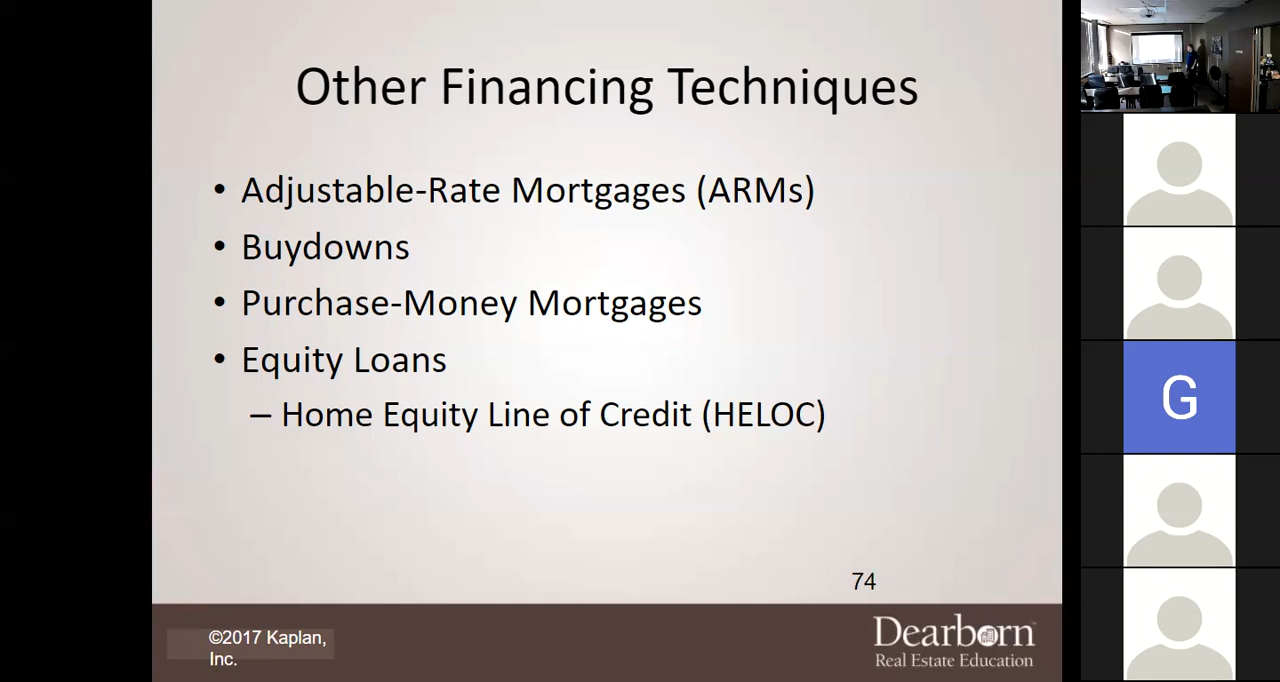 Other Financing Techniques
• Adjustable-Rate Mortgages (ARMs)
• Buydowns
• Purchase-Money Mortgages
• Equity Loans
– Home Equity Line of Credit (HELOC)
74
©2017 Kaplan,
Inc.
Dearborn™
Real Estate Education
G